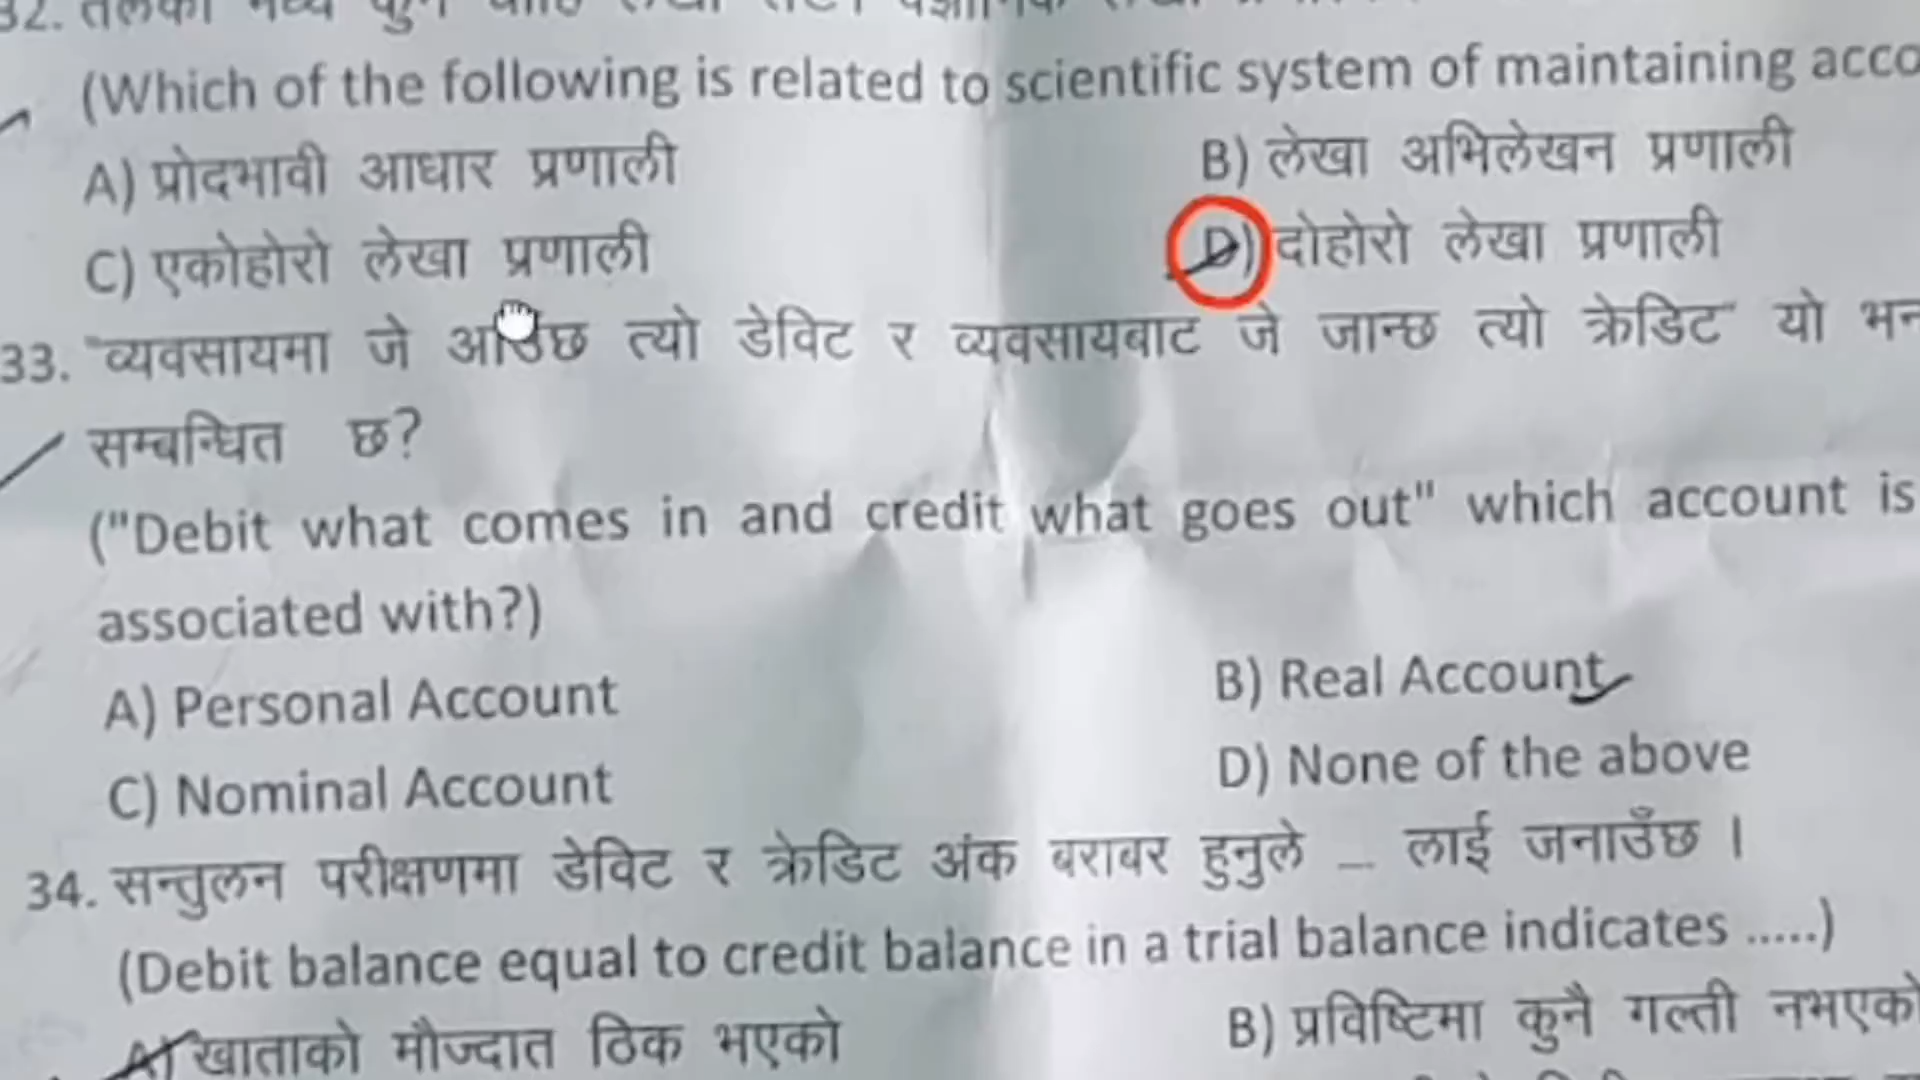 (Which of the following is related to scientific system of maintaining acco
A) प्रोदभावी आधार प्रणाली B) लेखा अभिलेखन प्रणाली
C) एकोहोरो लेखा प्रणाली D) दोहोरो लेखा प्रणाली
33. "व्यवसायमा जे आउँछ त्यो डेविट र व्यवसायबाट जे जान्छ त्यो क्रेडिट" यो भन
सम्बन्धित छ?
("Debit what comes in and credit what goes out" which account is
associated with?)
A) Personal Account B) Real Account
C) Nominal Account D) None of the above
34. सन्तुलन परीक्षणमा डेविट र क्रेडिट अंक बराबर हुनुले ... लाई जनाउँछ ।
(Debit balance equal to credit balance in a trial balance indicates .....)
A) खाताको मौज्दात ठिक भएको B) प्रविष्टिमा कुनै गल्ती नभएको